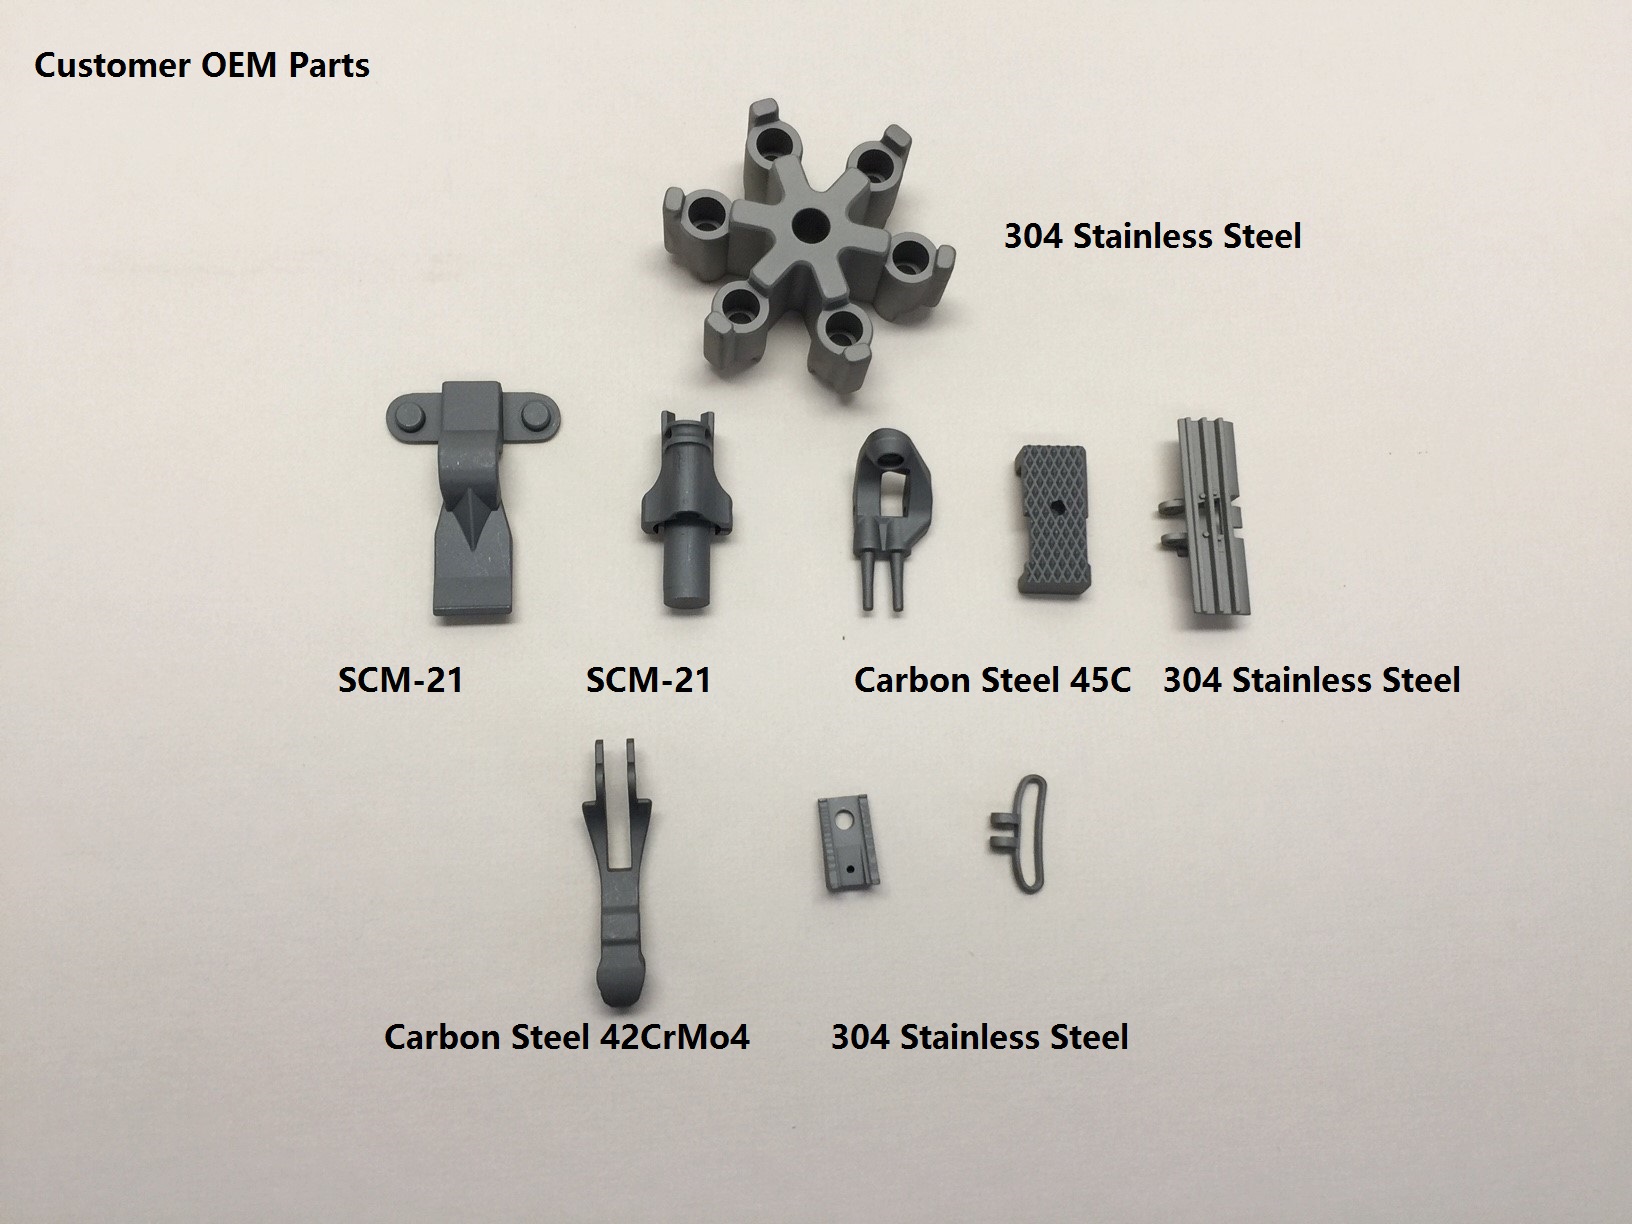 Customer OEM Parts
304 Stainless Steel
SCM-21
SCM-21
Carbon Steel 45C
304 Stainless Steel
Carbon Steel 42CrMo4
304 Stainless Steel